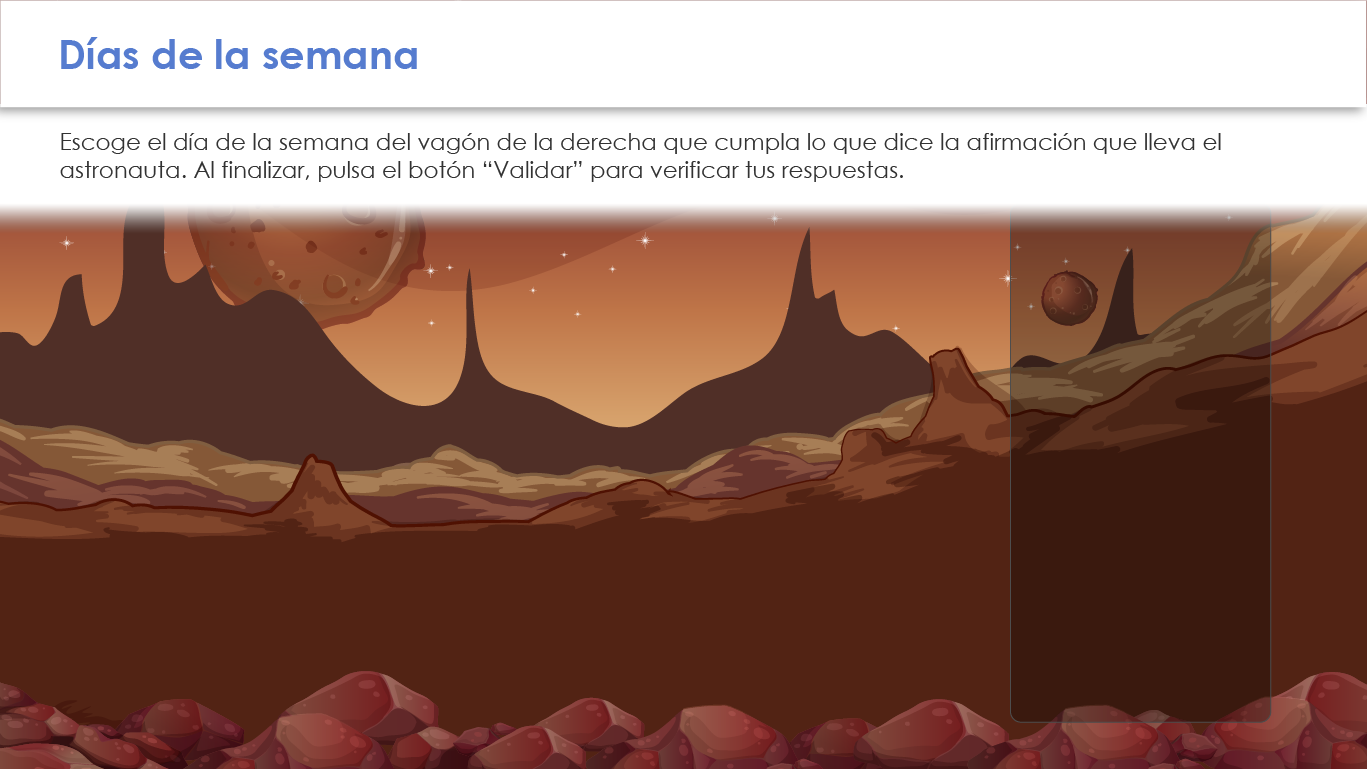 Días de la semana
Escoge el día de la semana del vagón de la derecha que cumpla lo que dice la afirmación que lleva el
astronauta. Al finalizar, pulsa el botón “Validar” para verificar tus respuestas.